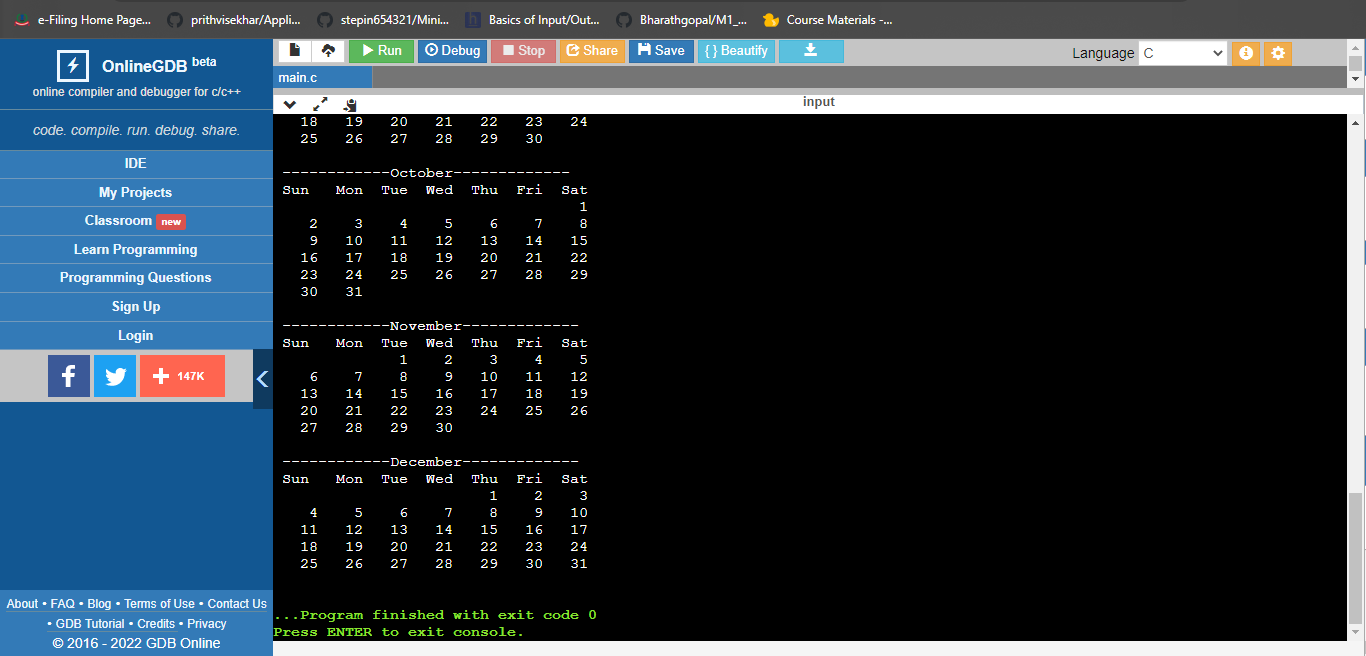 e-Filing Home Page... prithvisekhar/Appli... stepin654321/Mini... Basics of Input/Out... Bharathgopal/M1_... Course Materials -...
OnlineGDB beta
online compiler and debugger for c/c++
code. compile. run. debug. share.
IDE
My Projects
Classroom new
Learn Programming
Programming Questions
Sign Up
Login
147K
About • FAQ • Blog • Terms of Use • Contact Us
• GDB Tutorial • Credits • Privacy
© 2016 - 2022 GDB Online
Run Debug Stop Share Save { } Beautify Language C
main.c
input
18 19 20 21 22 23 24
25 26 27 28 29 30
------------October-------------
Sun Mon Tue Wed Thu Fri Sat
1
2 3 4 5 6 7 8
9 10 11 12 13 14 15
16 17 18 19 20 21 22
23 24 25 26 27 28 29
30 31
------------November-------------
Sun Mon Tue Wed Thu Fri Sat
1 2 3 4 5
6 7 8 9 10 11 12
13 14 15 16 17 18 19
20 21 22 23 24 25 26
27 28 29 30
------------December-------------
Sun Mon Tue Wed Thu Fri Sat
1 2 3
4 5 6 7 8 9 10
11 12 13 14 15 16 17
18 19 20 21 22 23 24
25 26 27 28 29 30 31
...Program finished with exit code 0
Press ENTER to exit console.